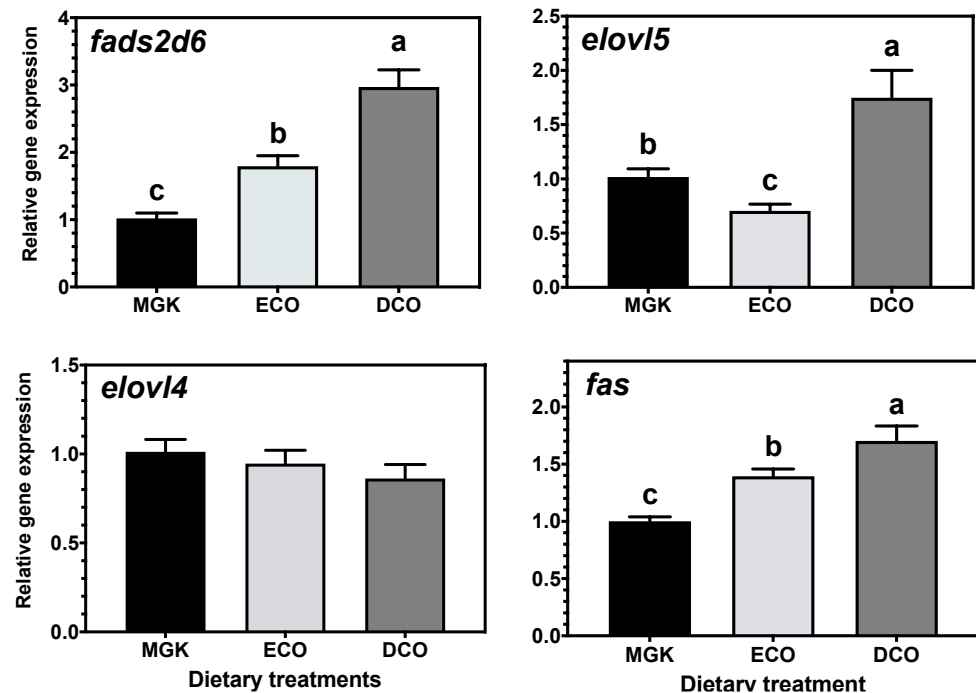 fads2d6
Relative gene expression
4
3
2
1
0
c
b
a
MGK ECO DCO
elovl5
2.5
2.0
1.5
1.0
0.5
0.0
b
c
a
MGK ECO DCO
elovl4
Relative gene expression
1.5
1.0
0.5
0.0
MGK ECO DCO
Dietary treatments
fas
2.0
1.5
1.0
0.5
0.0
c
b
a
MGK ECO DCO
Dietary treatment